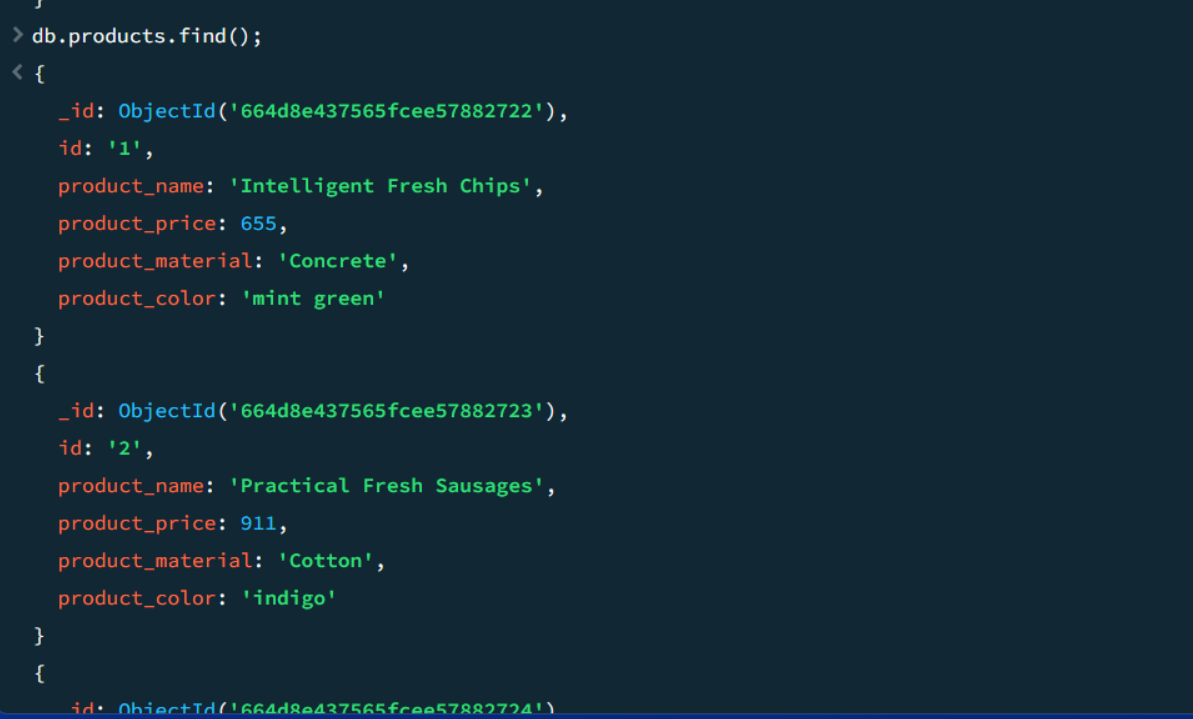 }
> db.products.find();
< {
_id: ObjectId('664d8e437565fcee57882722'),
id: '1',
product_name: 'Intelligent Fresh Chips',
product_price: 655,
product_material: 'Concrete',
product_color: 'mint green'
}
{
_id: ObjectId('664d8e437565fcee57882723'),
id: '2',
product_name: 'Practical Fresh Sausages',
product_price: 911,
product_material: 'Cotton',
product_color: 'indigo'
}
{
_id: ObjectId('664d8e437565fcee57882724')